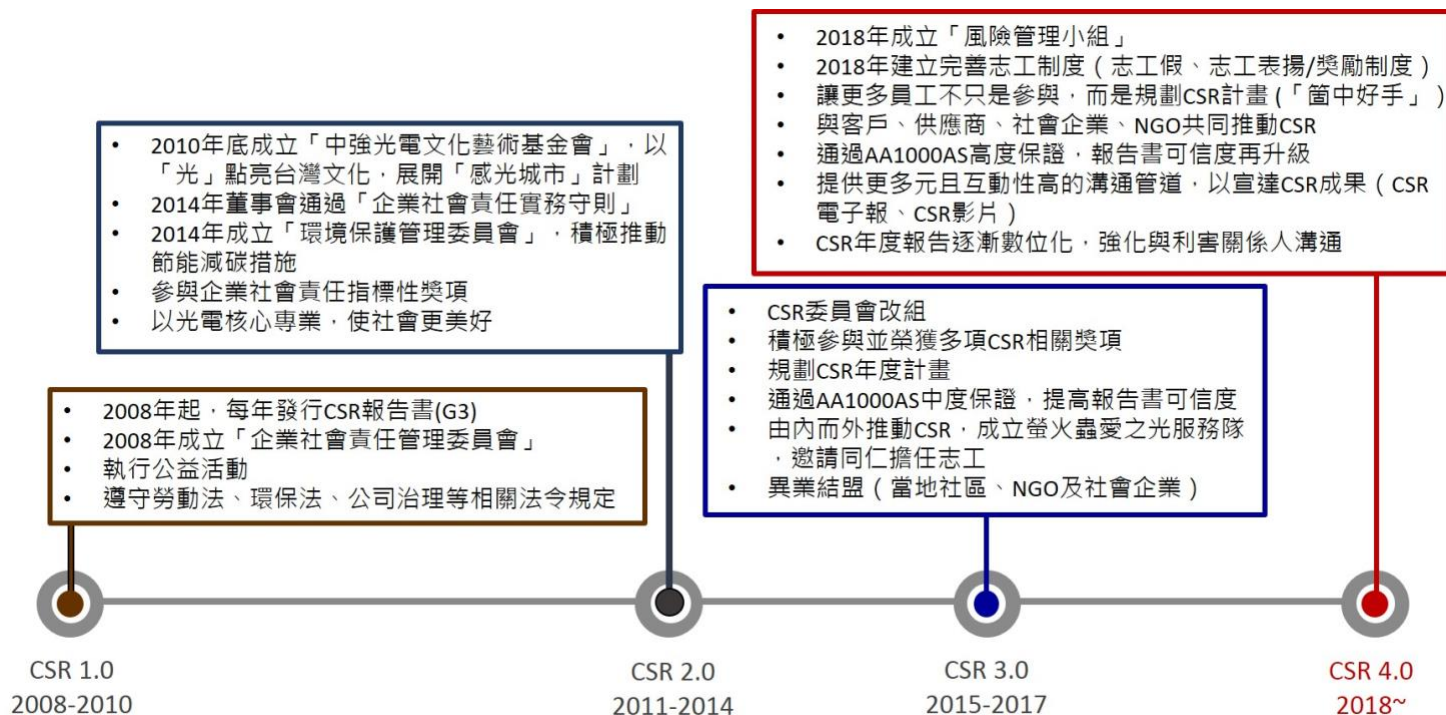 • 2018年成立「風險管理小組」
• 2018年建立完善志工制度（志工假、志工表揚/獎勵制度）
• 讓更多員工不只是參與，而是規劃CSR計畫 (「箇中好手」)
• 與客戶、供應商、社會企業、NGO共同推動CSR
• 通過AA1000AS高度保證，報告書可信度再升級
• 提供更多元且互動性高的溝通管道，以宣達CSR成果（CSR
電子報、CSR影片）
• CSR年度報告逐漸數位化，強化與利害關係人溝通
• 2010年底成立「中強光電文化藝術基金會」，以
「光」點亮台灣文化，展開「感光城市」計劃
• 2014年董事會通過「企業社會責任實務守則」
• 2014年成立「環境保護管理委員會」，積極推動
節能減碳措施
• 參與企業社會責任指標性獎項
• 以光電核心專業，使社會更美好
• CSR委員會改組
• 積極參與並榮獲多項CSR相關獎項
• 規劃CSR年度計畫
• 通過AA1000AS中度保證，提高報告書可信度
• 由內而外推動CSR，成立螢火蟲愛之光服務隊
，邀請同仁擔任志工
• 異業結盟（當地社區、NGO及社會企業）
• 2008年起，每年發行CSR報告書(G3)
• 2008年成立「企業社會責任管理委員會」
• 執行公益活動
• 遵守勞動法、環保法、公司治理等相關法令規定
CSR 1.0
2008-2010
CSR 2.0
2011-2014
CSR 3.0
2015-2017
CSR 4.0
2018~